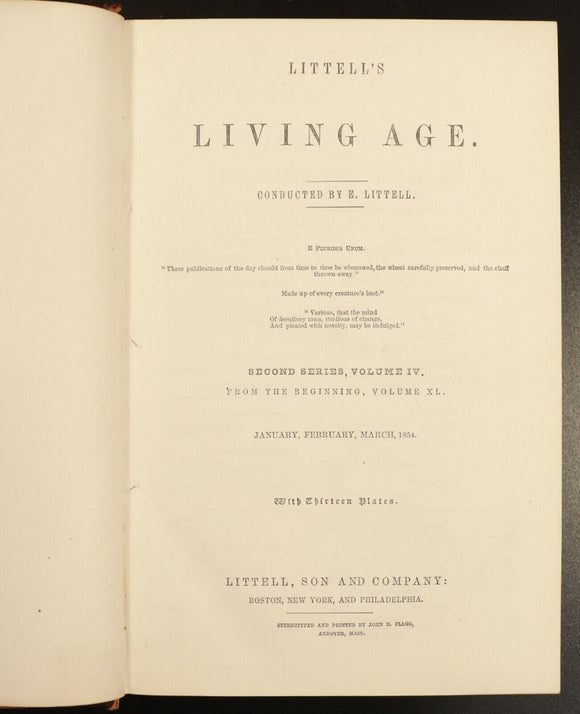 LITTELL'S
LIVING AGE.
CONDUCTED BY E. LITTELL.
E PLURIBUS UNUM.
"These publications of the day should from time to time be winnowed, the wheat carefully preserved, and the chaff
thrown away."
Made up of every creature's best."
"Various, that the mind
Of desultory man, studious of change,
And pleased with novelty, may be indulged."
SECOND SERIES, VOLUME IV.
FROM THE BEGINNING, VOLUME XL.
JANUARY, FEBRUARY, MARCH, 1854.
With Thirteen Plates.
LITTELL, SON AND COMPANY:
BOSTON, NEW YORK, AND PHILADELPHIA.
STEREOTYPED AND PRINTED BY JOHN D. FLAGG,
ANDOVER, MASS.